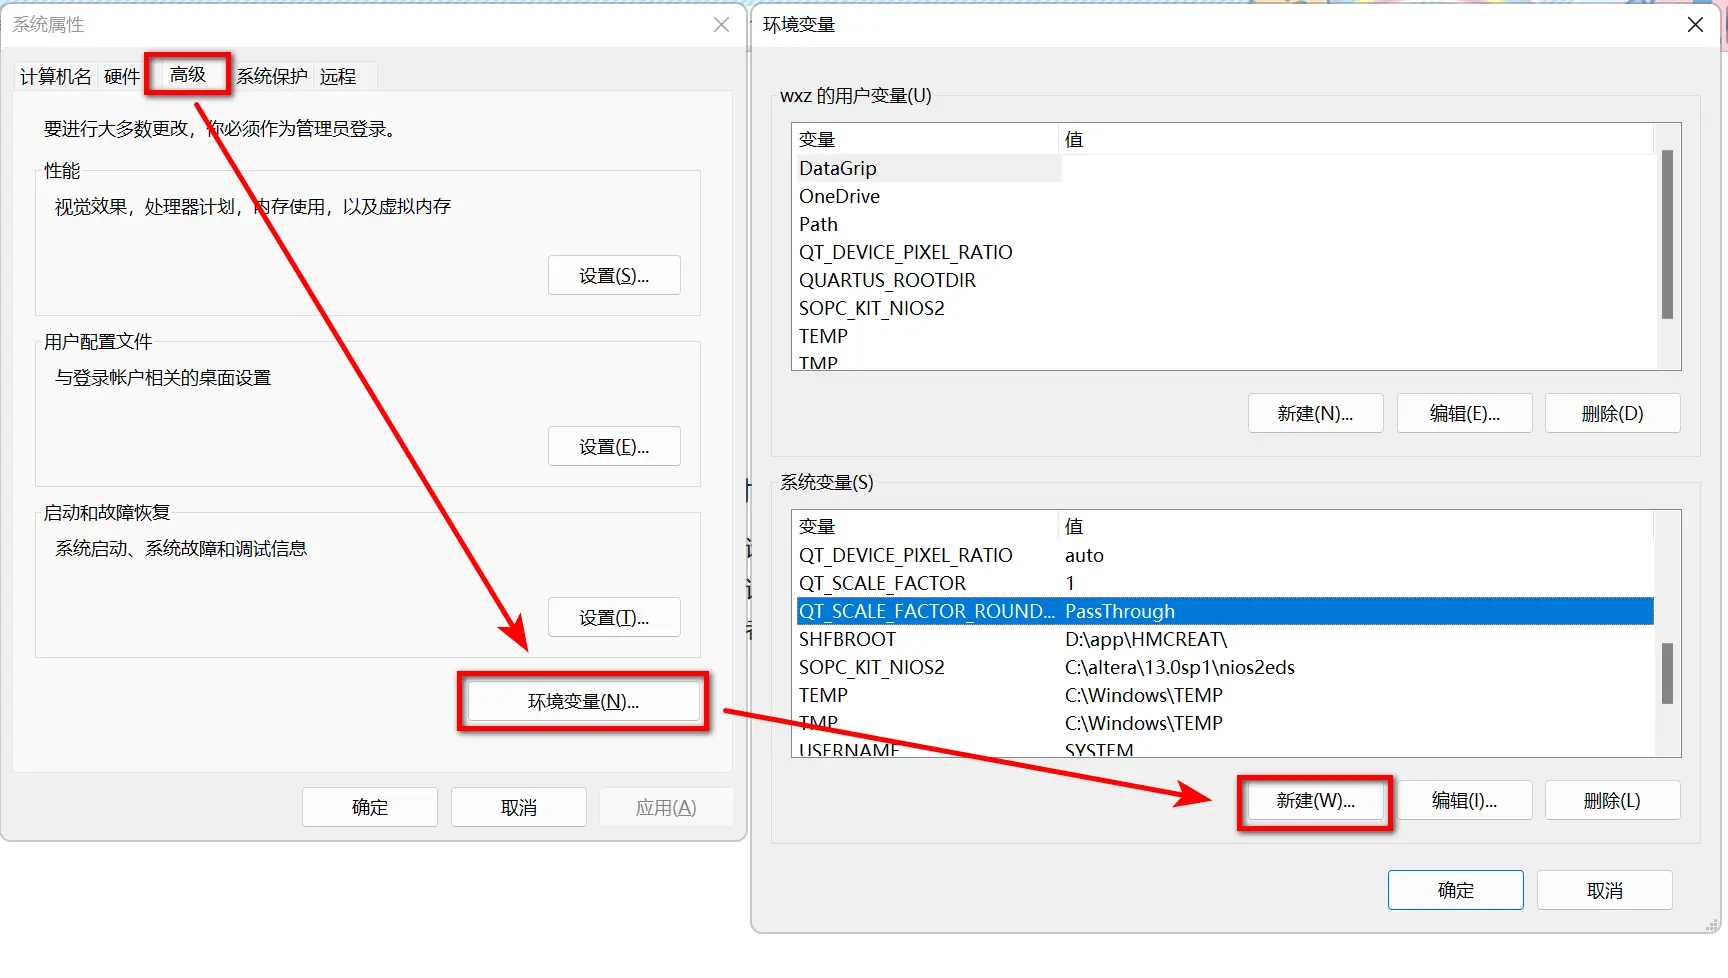 系统属性
计算机名 硬件 高级 系统保护 远程
要进行大多数更改，你必须作为管理员登录。
性能
视觉效果，处理器计划，内存使用，以及虚拟内存
设置(S)...
用户配置文件
与登录帐户相关的桌面设置
设置(E)...
启动和故障恢复
系统启动、系统故障和调试信息
设置(T)...
环境变量(N)...
确定 取消 应用(A)
环境变量
wxz 的用户变量(U)
变量 值
DataGrip
OneDrive
Path
QT_DEVICE_PIXEL_RATIO
QUARTUS_ROOTDIR
SOPC_KIT_NIOS2
TEMP
TMP
新建(N)... 编辑(E)... 删除(D)
系统变量(S)
变量 值
QT_DEVICE_PIXEL_RATIO auto
QT_SCALE_FACTOR 1
QT_SCALE_FACTOR_ROUND... PassThrough
SHFBROOT D:\app\HMCREAT\
SOPC_KIT_NIOS2 C:\altera\13.0sp1\nios2eds
TEMP C:\Windows\TEMP
TMP C:\Windows\TEMP
USERNAME SYSTEM
新建(W)... 编辑(I)... 删除(L)
确定 取消